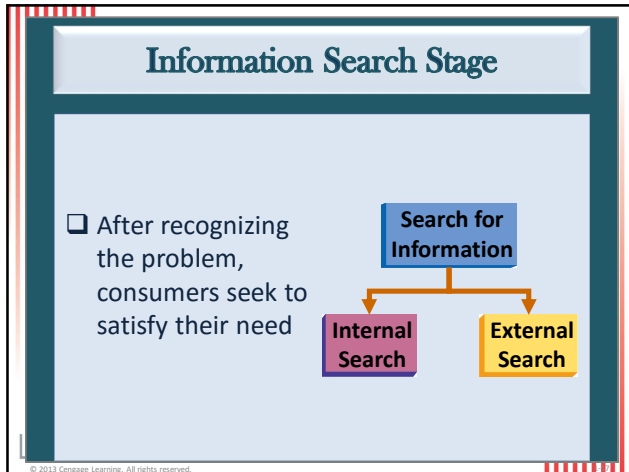 Information Search Stage
After recognizing
the problem,
consumers seek to
satisfy their need
Search for
Information
Internal
Search
External
Search
© 2013 Cengage Learning. All rights reserved.